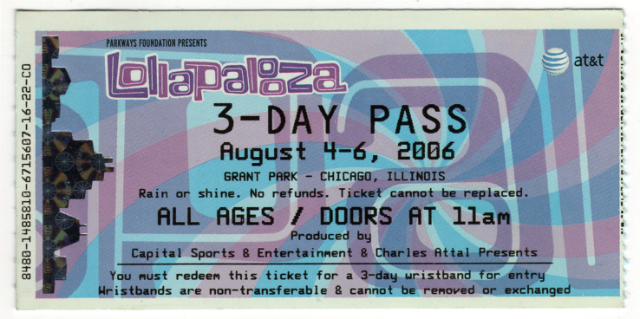 PARKWAYS FOUNDATION PRESENTS
Lollapalooza
at&t
3-DAY PASS
August 4-6, 2006
GRANT PARK - CHICAGO, ILLINOIS
Rain or shine. No refunds. Ticket cannot be replaced.
ALL AGES / DOORS AT 11am
Produced by
Capital Sports & Entertainment & Charles Attal Presents
You must redeem this ticket for a 3-day wristband for entry
Wristbands are non-transferable & cannot be removed or exchanged
8480-1485810-6715607-16-22-CO